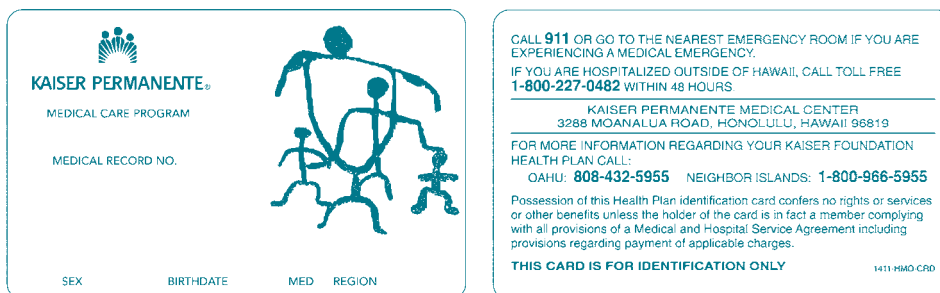 KAISER PERMANENTE®
MEDICAL CARE PROGRAM
MEDICAL RECORD NO.
SEX BIRTHDATE MED REGION
CALL 911 OR GO TO THE NEAREST EMERGENCY ROOM IF YOU ARE
EXPERIENCING A MEDICAL EMERGENCY.
IF YOU ARE HOSPITALIZED OUTSIDE OF HAWAII, CALL TOLL FREE
1-800-227-0482 WITHIN 48 HOURS
KAISER PERMANENTE MEDICAL CENTER
3288 MOANALUA ROAD, HONOLULU, HAWAII 96819
FOR MORE INFORMATION REGARDING YOUR KAISER FOUNDATION
HEALTH PLAN CALL:
OAHU: 808-432-5955 NEIGHBOR ISLANDS: 1-800-966-5955
Possession of this Health Plan identification card confers no rights or services
or other benefits unless the holder of the card is in fact a member complying
with all provisions of a Medical and Hospital Service Agreement including
provisions regarding payment of applicable charges.
THIS CARD IS FOR IDENTIFICATION ONLY 1411-HMO-CRD